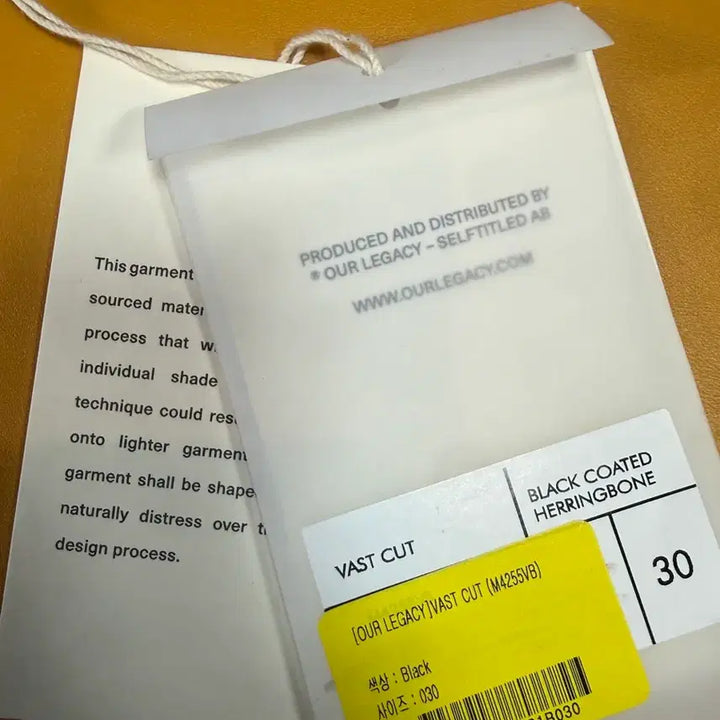 This garment
sourced mater
process that w
individual shade
technique could res
onto lighter garment
garment shall be shape
naturally distress over t
design process.
PRODUCED AND DISTRIBUTED BY
® OUR LEGACY – SELFTITLED AB
WWW.OURLEGACY.COM
VAST CUT
BLACK COATED
HERRINGBONE
30
[OUR LEGACY]VAST CUT (M4255VB)
색상 : Black
사이즈 : 030